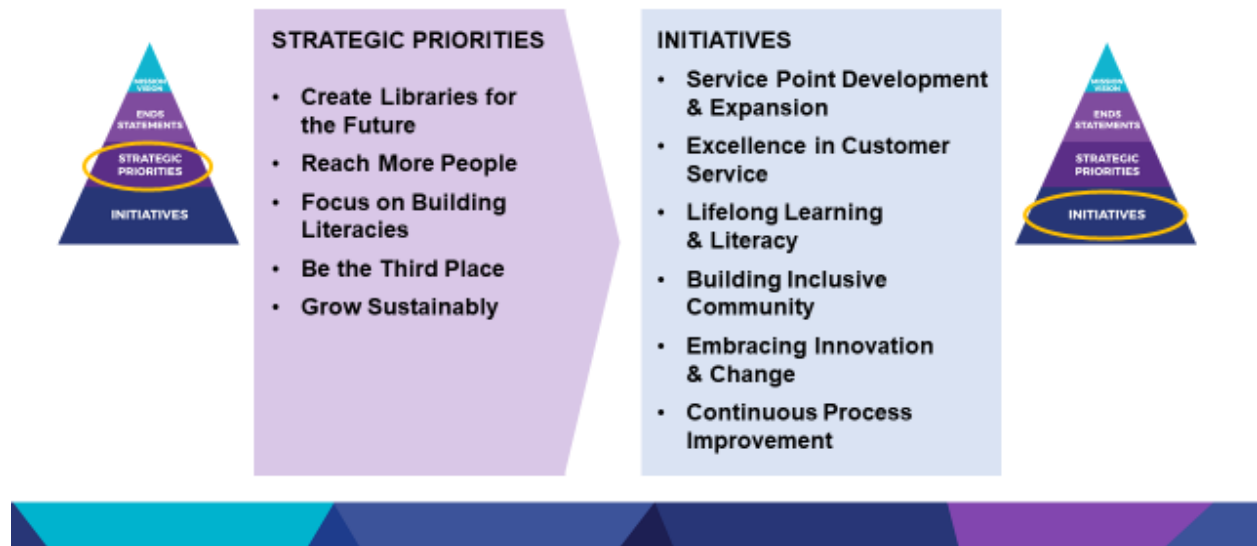 MISSION
VISION
ENDS
STATEMENTS
STRATEGIC
PRIORITIES
INITIATIVES
STRATEGIC PRIORITIES
• Create Libraries for
the Future
• Reach More People
• Focus on Building
Literacies
• Be the Third Place
• Grow Sustainably
INITIATIVES
• Service Point Development
& Expansion
• Excellence in Customer
Service
• Lifelong Learning
& Literacy
• Building Inclusive
Community
• Embracing Innovation
& Change
• Continuous Process
Improvement
MISSION
VISION
ENDS
STATEMENTS
STRATEGIC
PRIORITIES
INITIATIVES